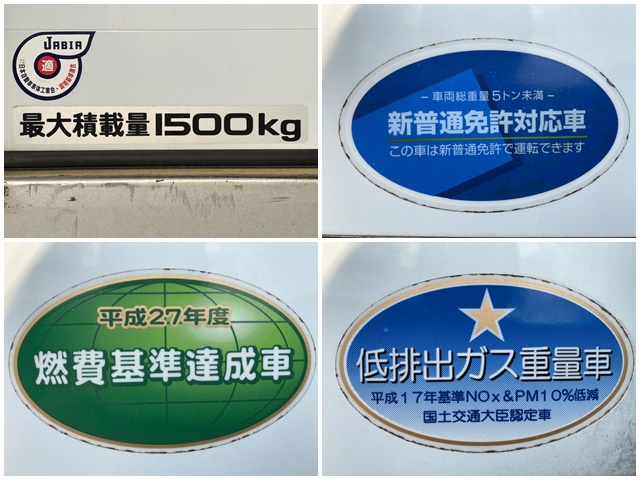 JABIA
適
最大積載量1500kg
－車両総重量5トン未満－
新普通免許対応車
この車は新普通免許で運転できます
平成27年度
燃費基準達成車
低排出ガス重量車
平成17年基準NOx&PM10%低減
国土交通大臣認定車